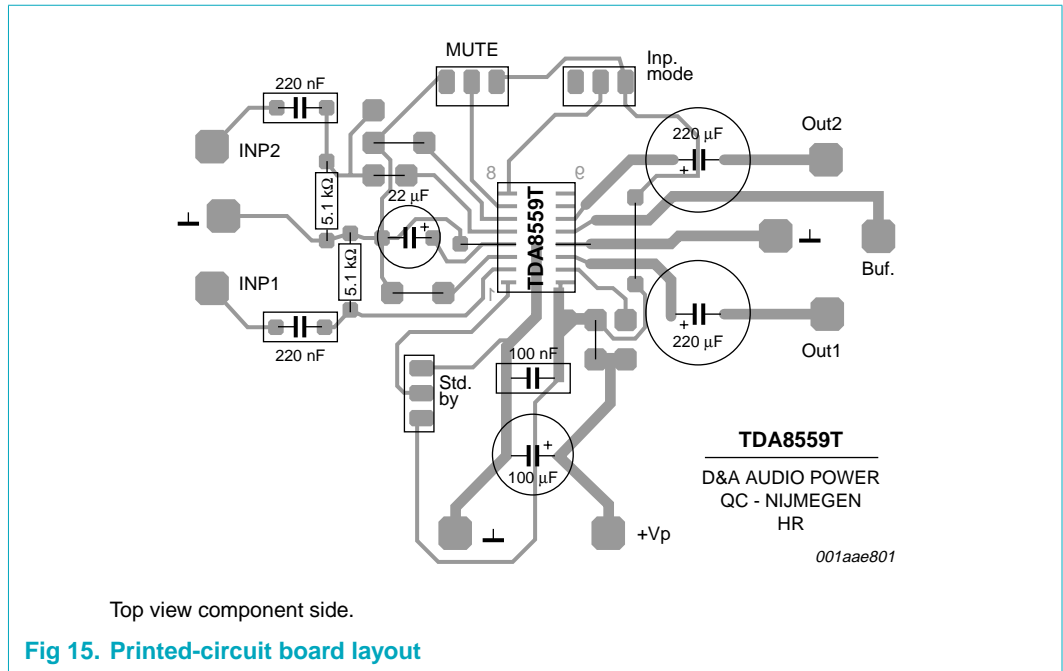 MUTE
Inp.
mode
220 nF
INP2
220 µF
+
Out2
8
9
5.1 kΩ
22 µF
+
TDA8559T
5.1 kΩ
Buf.
INP1
1
220 nF
+
220 µF
Out1
100 nF
Std.
by
+
100 µF
+Vp
TDA8559T
D&A AUDIO POWER
QC - NIJMEGEN
HR
001aae801
Top view component side.
Fig 15. Printed-circuit board layout